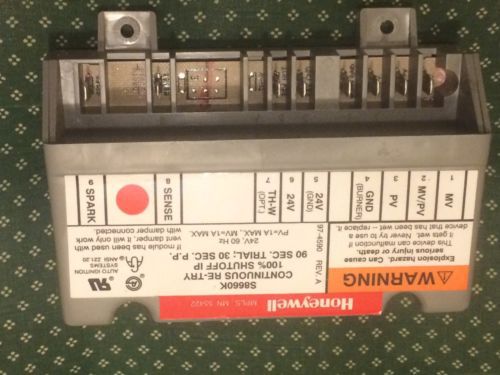 1 MV
2 MV/PV
3 PV
4 GND
(BURNER)
5 24V
(GND)
6 24V
7 TH-W
(OPT.)
8 SENSE
9 SPARK
⚠ WARNING
Explosion hazard. Can cause
serious injury or death.
This device can malfunction if
it gets wet. Never try to use a
device that has been wet – replace it.
97-4590 REV. A
Honeywell
MPLS., MN 55422
S8660K
CONTINUOUS RE-TRY
100% SHUTOFF IP
90 SEC. TRIAL; 30 SEC. P.P.
24V, 60 Hz
PV=1A MAX. MV=1A MAX.
If module has been used with
vent damper, it will only work
with damper connected.
AUTO IGNITION
SYSTEMS
ANSI Z21.20